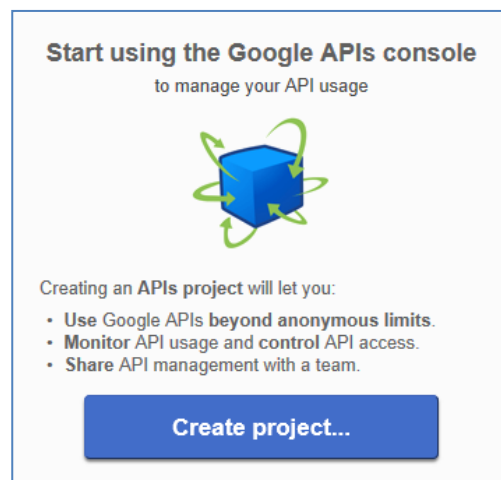 Start using the Google APIs console
to manage your API usage
Creating an APIs project will let you:
• Use Google APIs beyond anonymous limits.
• Monitor API usage and control API access.
• Share API management with a team.
Create project...